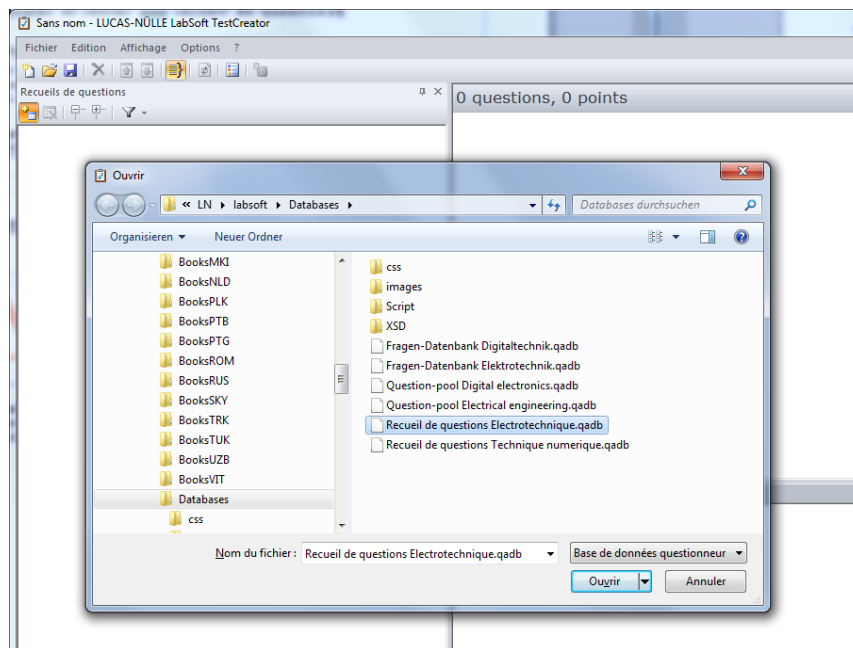 Sans nom - LUCAS-NÜLLE LabSoft TestCreator
Fichier Edition Affichage Options ?
Recueils de questions
0 questions, 0 points
Ouvrir
« LN ▸ labsoft ▸ Databases ▸
Databases durchsuchen
Organisieren Neuer Ordner
BooksMKI
BooksNLD
BooksPLK
BooksPTB
BooksPTG
BooksROM
BooksRUS
BooksSKY
BooksTRK
BooksTUK
BooksUZB
BooksVIT
Databases
css
css
images
Script
XSD
Fragen-Datenbank Digitaltechnik.qadb
Fragen-Datenbank Elektrotechnik.qadb
Question-pool Digital electronics.qadb
Question-pool Electrical engineering.qadb
Recueil de questions Electrotechnique.qadb
Recueil de questions Technique numerique.qadb
Nom du fichier : Recueil de questions Electrotechnique.qadb
Base de données questionneur
Ouvrir Annuler